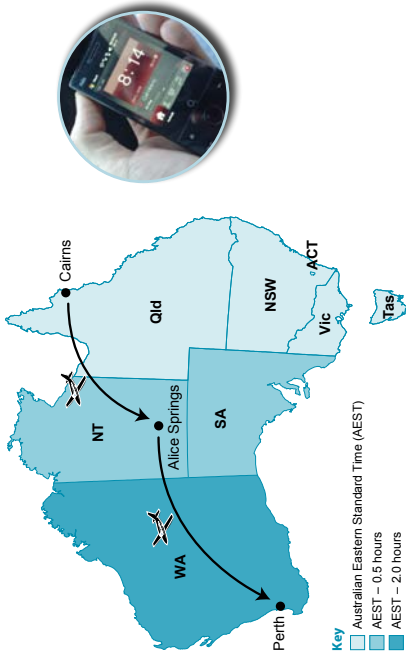 8:14
Cairns
Qld
NT
Alice Springs
SA
NSW
ACT
Vic
Tas
WA
Perth
Key
Australian Eastern Standard Time (AEST)
AEST – 0.5 hours
AEST – 2.0 hours